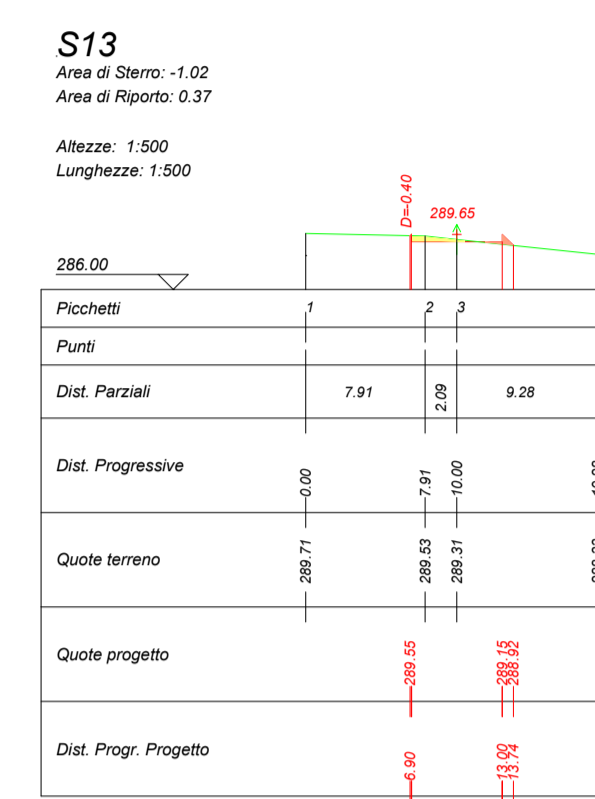 S13
Area di Sterro: -1.02
Area di Riporto: 0.37
Altezze: 1:500
Lunghezze: 1:500
D=-0.40
289.65
286.00
Picchetti 1 2 3
Punti
Dist. Parziali 7.91 2.09 9.28
Dist. Progressive 0.00 7.91 10.00
Quote terreno 289.71 289.53 289.31
Quote progetto 289.55 289.15 288.92
Dist. Progr. Progetto 6.90 13.00 13.74